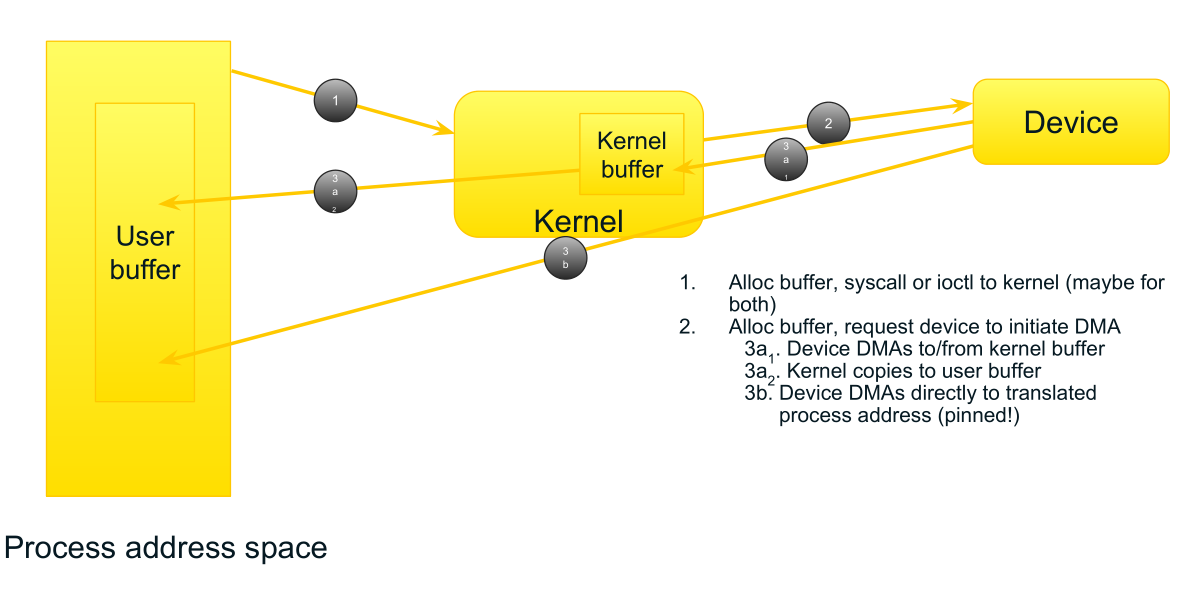 1
2
Device
Kernel
buffer
3
a
1
3
a
2
Kernel
User
buffer
3
b
1. Alloc buffer, syscall or ioctl to kernel (maybe for
both)
2. Alloc buffer, request device to initiate DMA
3a1. Device DMAs to/from kernel buffer
3a2. Kernel copies to user buffer
3b. Device DMAs directly to translated
process address (pinned!)
Process address space